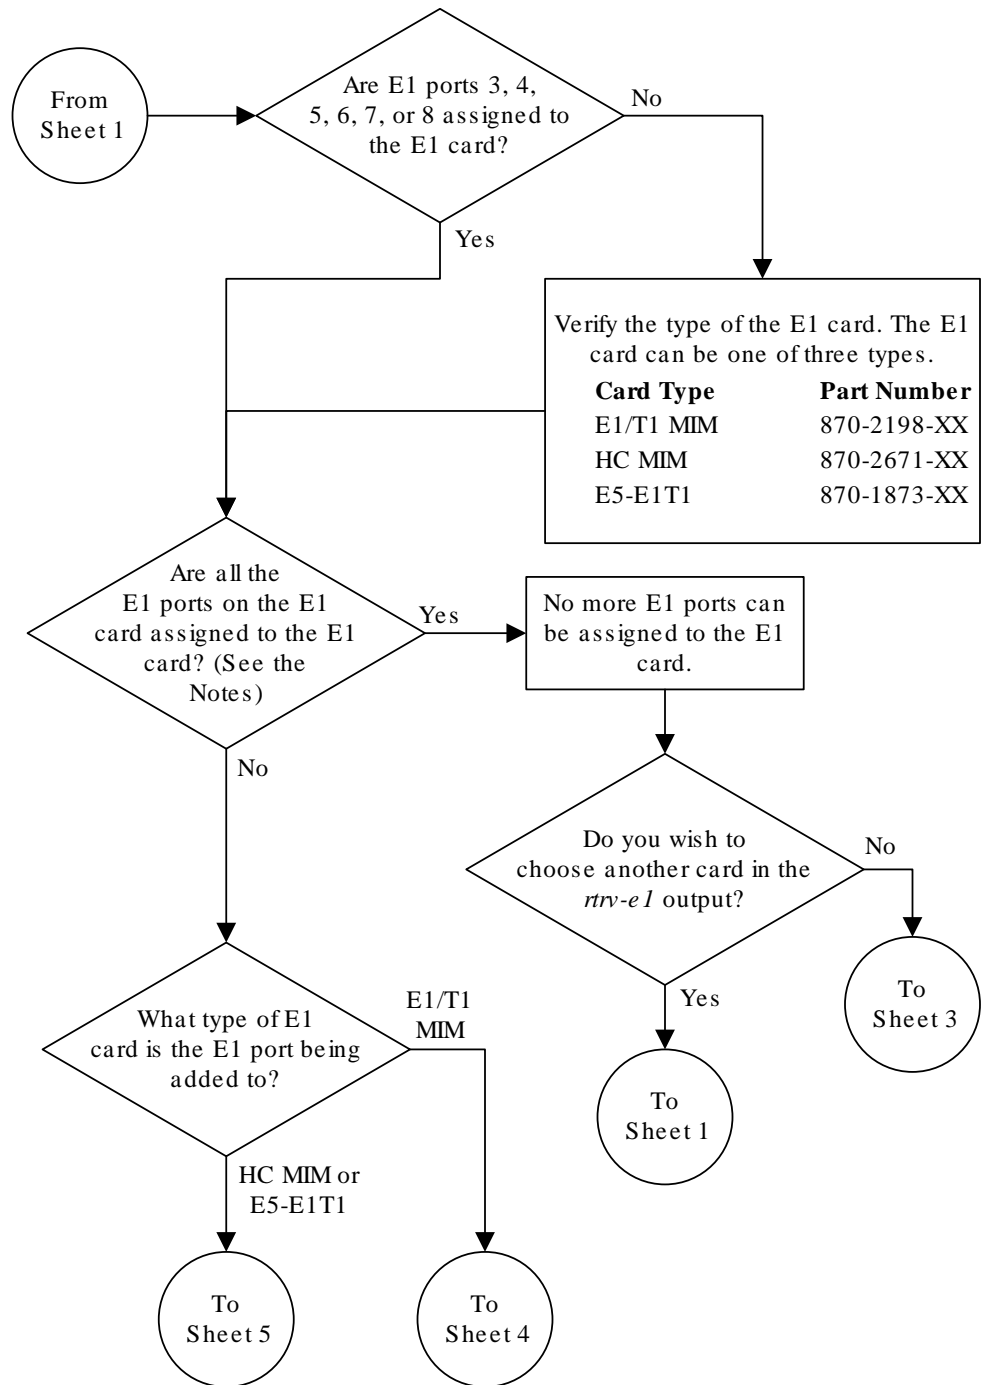 From
Sheet 1
Are E1 ports 3, 4,
5, 6, 7, or 8 assigned to
the E1 card?
No
Yes
Verify the type of the E1 card. The E1
card can be one of three types.
Card Type Part Number
E1/T1 MIM 870-2198-XX
HC MIM 870-2671-XX
E5-E1T1 870-1873-XX
Are all the
E1 ports on the E1
card assigned to the E1
card? (See the
Notes)
Yes
No more E1 ports can
be assigned to the E1
card.
No
Do you wish to
choose another card in the
rtrv-e1 output?
No
To
Sheet 3
Yes
To
Sheet 1
What type of E1
card is the E1 port being
added to?
E1/T1
MIM
HC MIM or
E5-E1T1
To
Sheet 5
To
Sheet 4